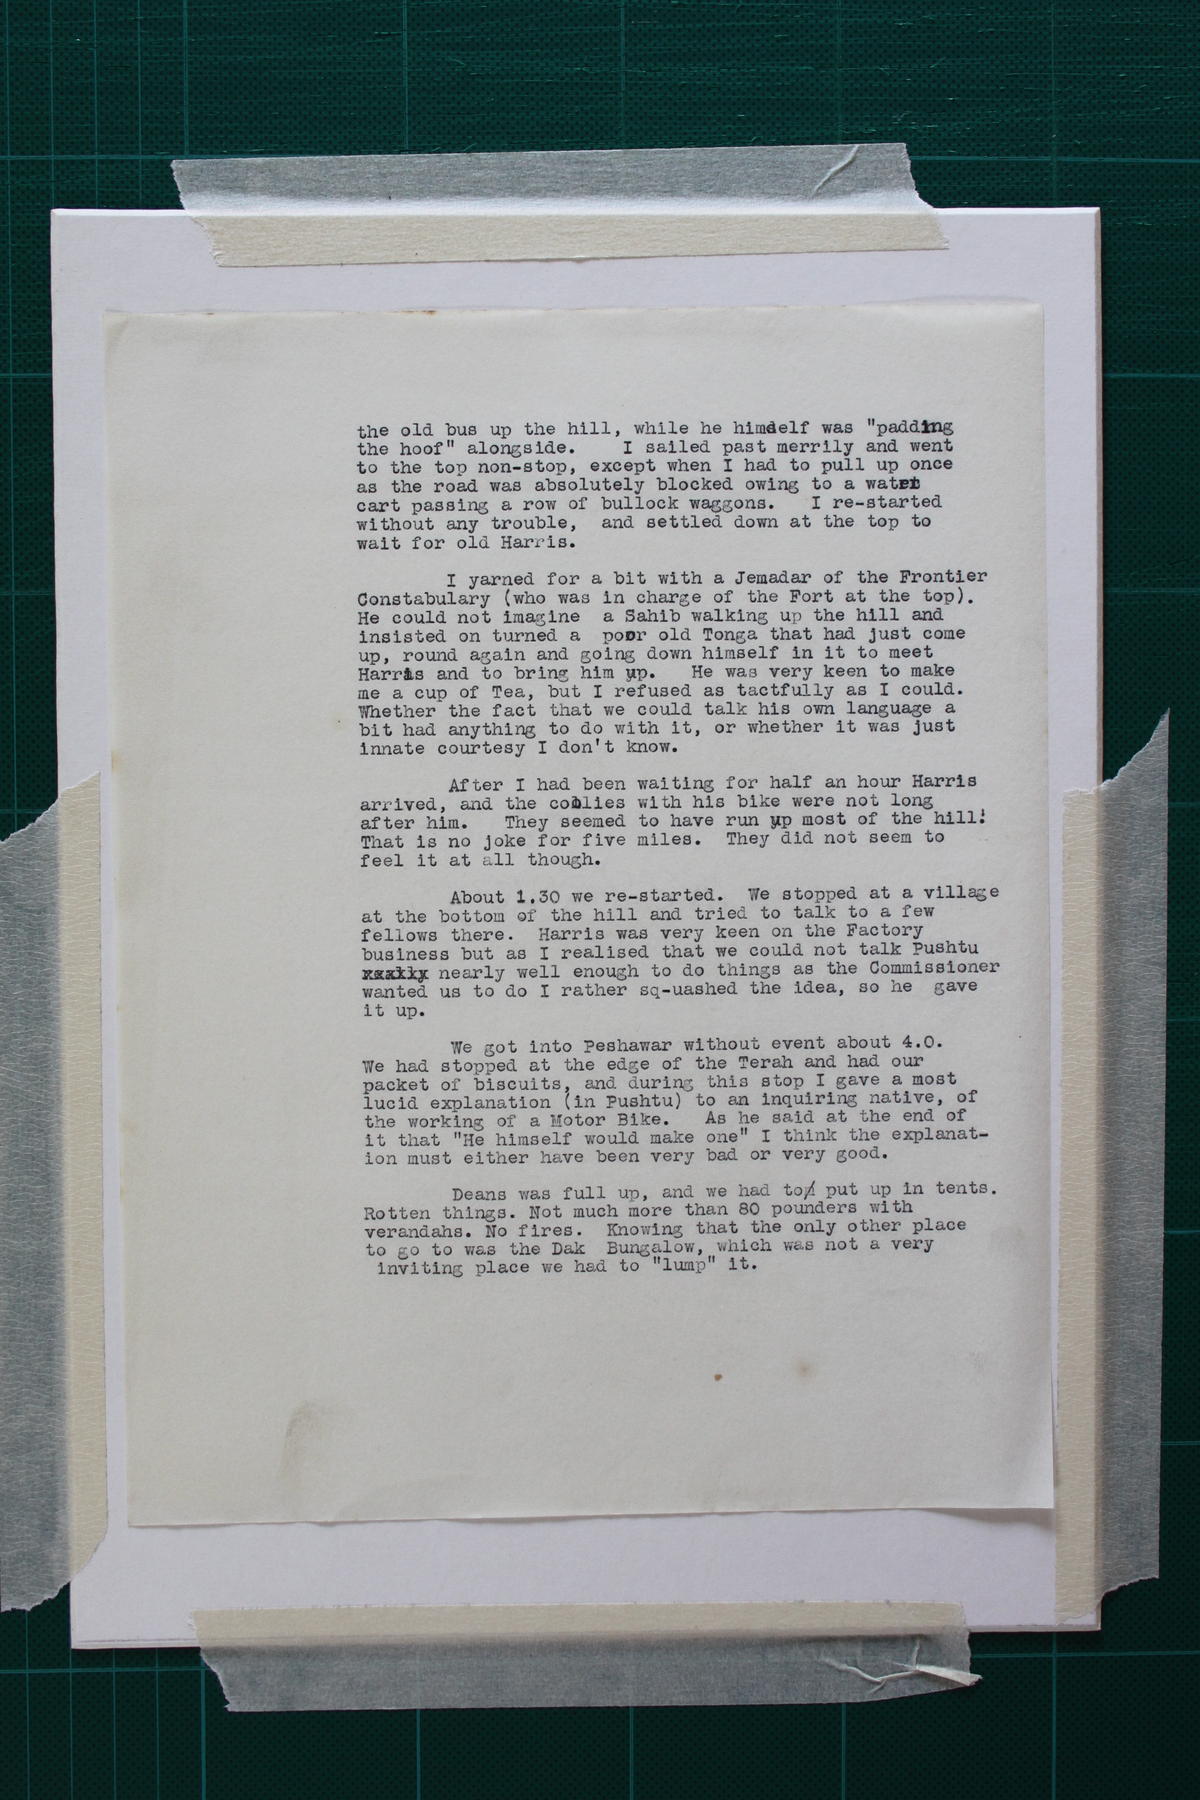 the old bus up the hill, while he himself was "padding
the hoof" alongside.    I sailed past merrily and went
to the top non-stop, except when I had to pull up once
as the road was absolutely blocked owing to a water
cart passing a row of bullock waggons.   I re-started
without any trouble,  and settled down at the top to
wait for old Harris.

I yarned for a bit with a Jemadar of the Frontier
Constabulary (who was in charge of the Fort at the top).
He could not imagine  a Sahib walking up the hill and
insisted on turned a  poor old Tonga that had just come
up, round again and going down himself in it to meet
Harris and to bring him up.   He was very keen to make
me a cup of Tea, but I refused as tactfully as I could.
Whether the fact that we could talk his own language a
bit had anything to do with it, or whether it was just
innate courtesy I don't know.

After I had been waiting for half an hour Harris
arrived, and the coolies with his bike were not long
after him.   They seemed to have run up most of the hill!
That is no joke for five miles.  They did not seem to
feel it at all though.

About 1.30 we re-started.  We stopped at a village
at the bottom of the hill and tried to talk to a few
fellows there.  Harris was very keen on the Factory
business but as I realised that we could not talk Pushtu
nearly well enough to do things as the Commissioner
wanted us to do I rather sq-uashed the idea, so he  gave
it up.

We got into Peshawar without event about 4.0.
We had stopped at the edge of the Terah and had our
packet of biscuits, and during this stop I gave a most
lucid explanation (in Pushtu) to an inquiring native, of
the working of a Motor Bike.   As he said at the end of
it that "He himself would make one" I think the explanat-
ion must either have been very bad or very good.

Deans was full up, and we had to put up in tents.
Rotten things. Not much more than 80 pounders with
verandahs. No fires.  Knowing that the only other place
to go to was the Dak  Bungalow, which was not a very
inviting place we had to "lump" it.